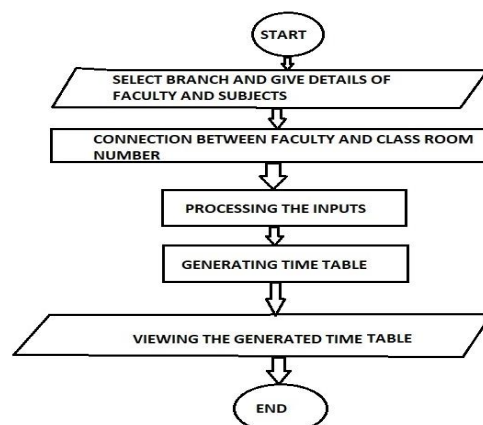 START
SELECT BRANCH AND GIVE DETAILS OF
FACULTY AND SUBJECTS
CONNECTION BETWEEN FACULTY AND CLASS ROOM
NUMBER
PROCESSING THE INPUTS
GENERATING TIME TABLE
VIEWING THE GENERATED TIME TABLE
END